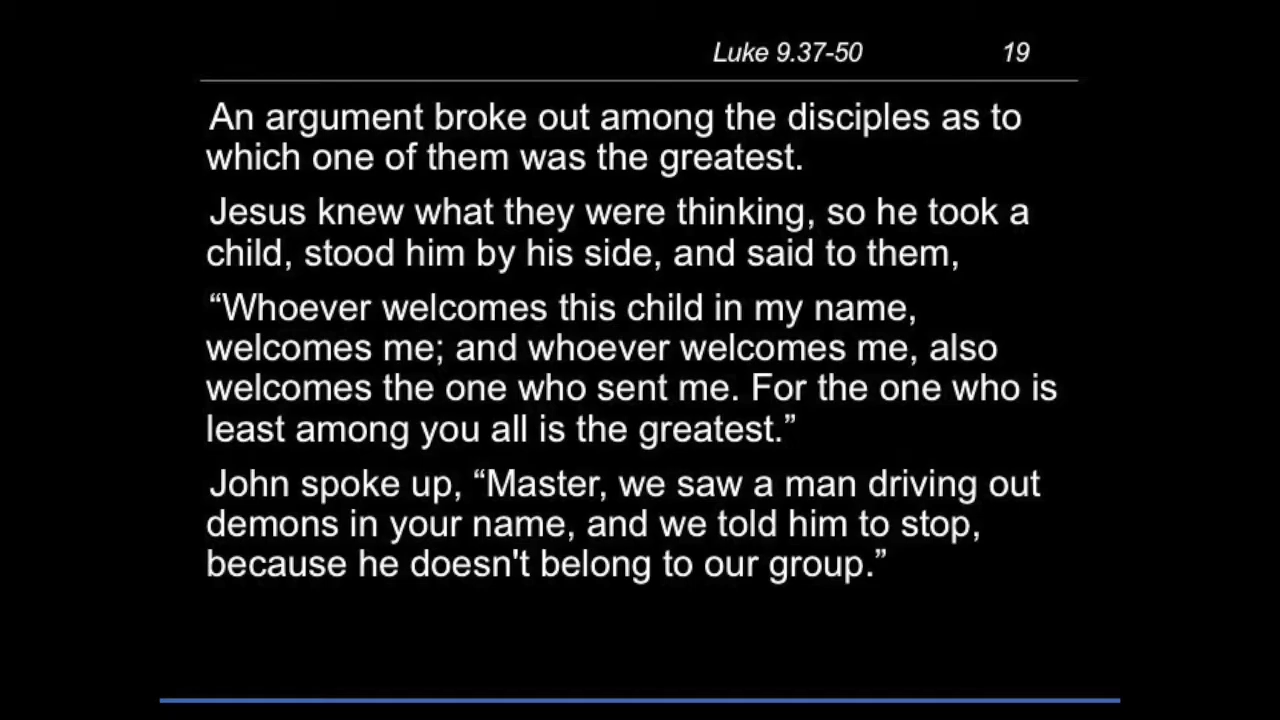 Luke 9.37-50 19
An argument broke out among the disciples as to
which one of them was the greatest.
Jesus knew what they were thinking, so he took a
child, stood him by his side, and said to them,
“Whoever welcomes this child in my name,
welcomes me; and whoever welcomes me, also
welcomes the one who sent me. For the one who is
least among you all is the greatest.”
John spoke up, “Master, we saw a man driving out
demons in your name, and we told him to stop,
because he doesn't belong to our group.”